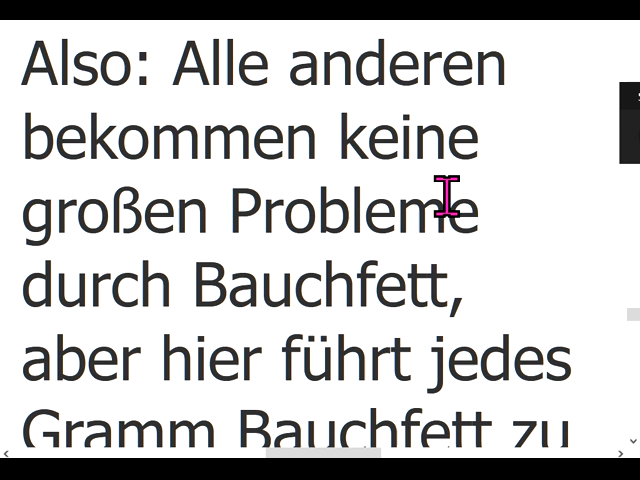 Also: Alle anderen
bekommen keine
großen Probleme
durch Bauchfett,
aber hier führt jedes
Gramm Bauchfett zu